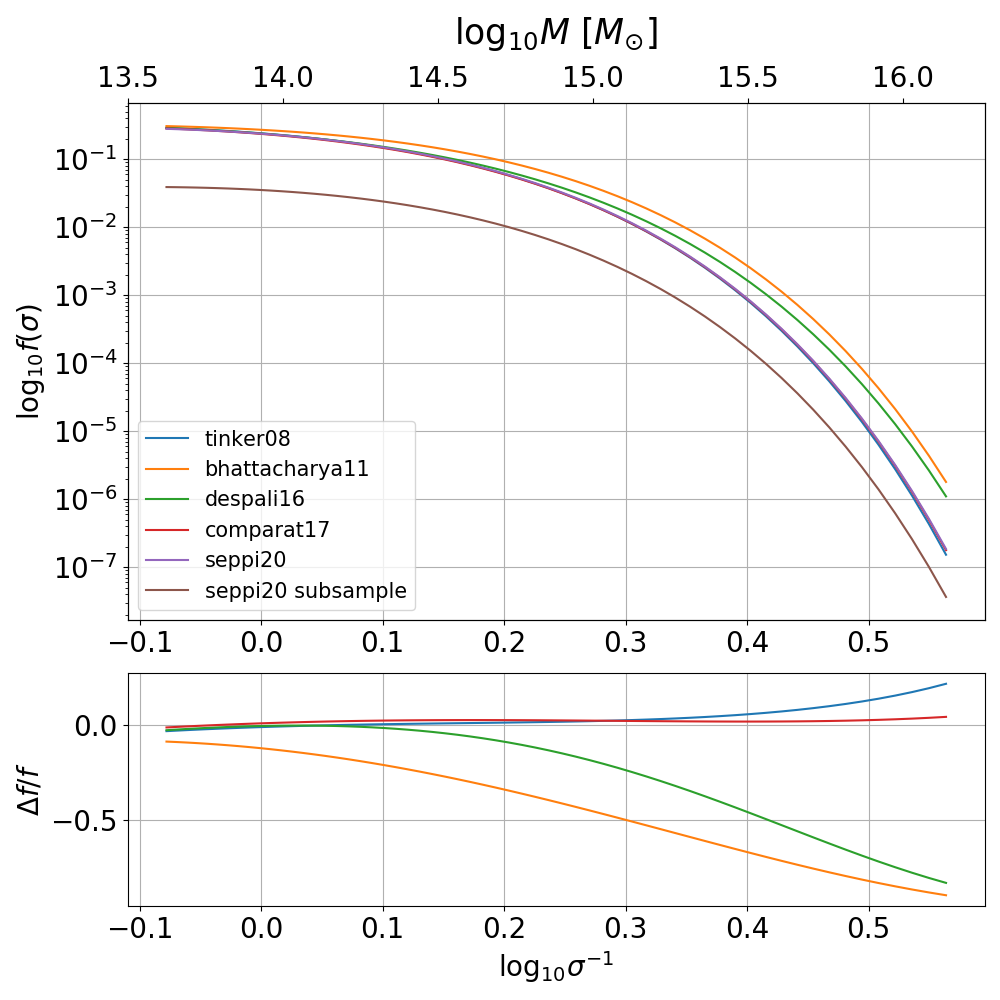 log₁₀M [M⊙]
13.5 14.0 14.5 15.0 15.5 16.0
log₁₀f(σ)
10⁻¹
10⁻²
10⁻³
10⁻⁴
10⁻⁵
10⁻⁶
10⁻⁷
tinker08
bhattacharya11
despali16
comparat17
seppi20
seppi20 subsample
−0.1 0.0 0.1 0.2 0.3 0.4 0.5
Δf/f
0.0
−0.5
−0.1 0.0 0.1 0.2 0.3 0.4 0.5
log₁₀σ⁻¹